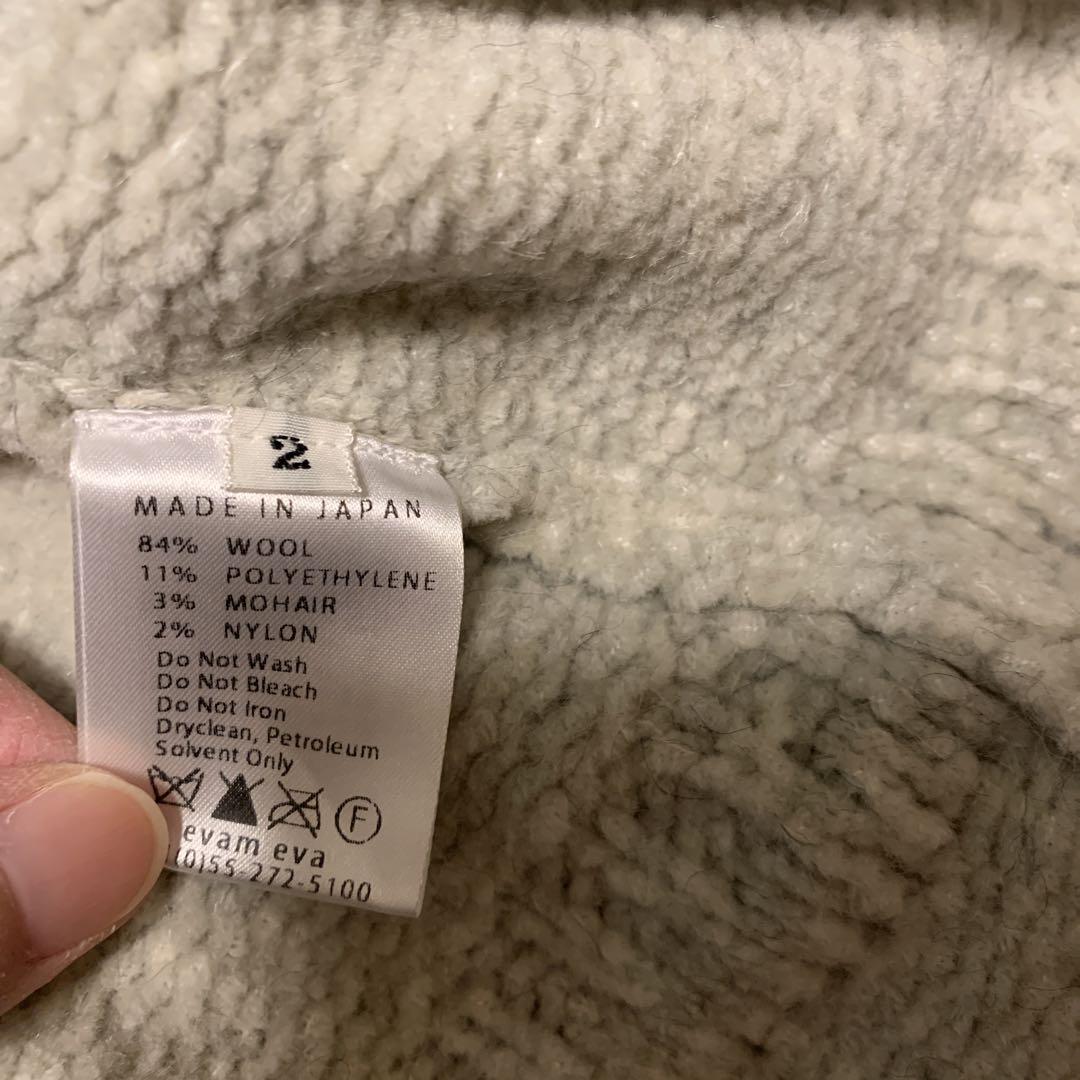 2
MADE IN JAPAN
84% WOOL
11% POLYETHYLENE
3% MOHAIR
2% NYLON
Do Not Wash
Do Not Bleach
Do Not Iron
Dryclean, Petroleum
Solvent Only
F
evam eva
(0)55 272-5100